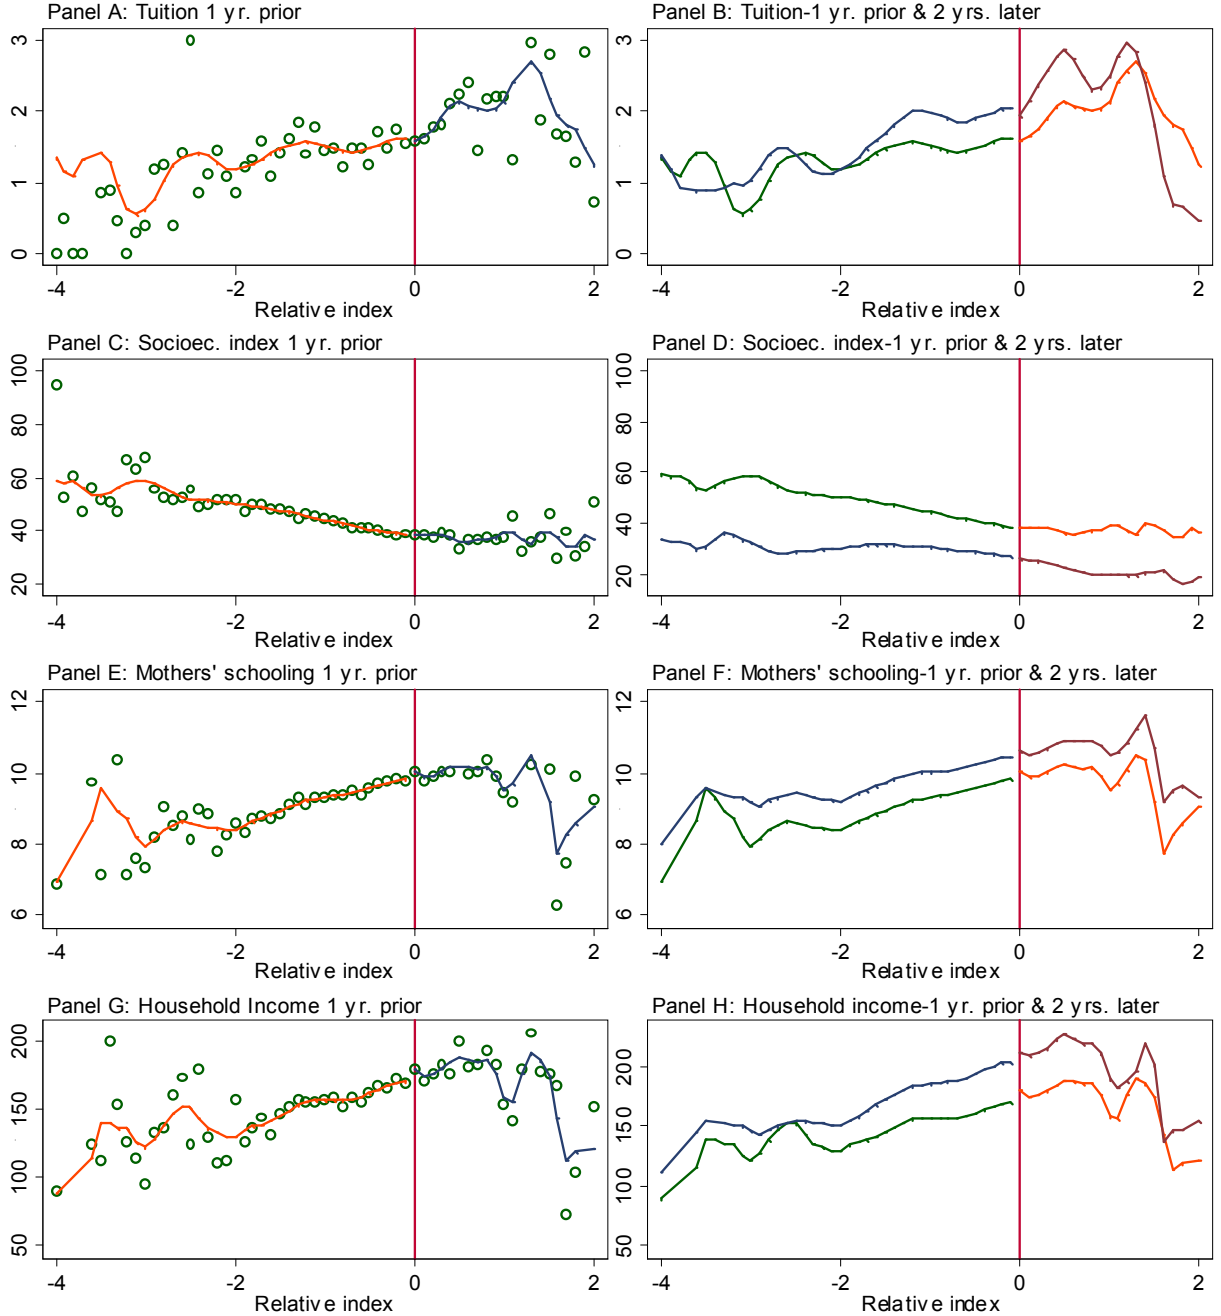 Panel A: Tuition 1 yr. prior
3
2
1
0
-4 -2 0 2
Relative index
Panel B: Tuition-1 yr. prior & 2 yrs. later
3
2
1
0
-4 -2 0 2
Relative index
Panel C: Socioec. index 1 yr. prior
100
80
60
40
20
-4 -2 0 2
Relative index
Panel D: Socioec. index-1 yr. prior & 2 yrs. later
100
80
60
40
20
-4 -2 0 2
Relative index
Panel E: Mothers' schooling 1 yr. prior
12
10
8
6
-4 -2 0 2
Relative index
Panel F: Mothers' schooling-1 yr. prior & 2 yrs. later
12
10
8
6
-4 -2 0 2
Relative index
Panel G: Household Income 1 yr. prior
200
150
100
50
-4 -2 0 2
Relative index
Panel H: Household income-1 yr. prior & 2 yrs. later
200
150
100
50
-4 -2 0 2
Relative index